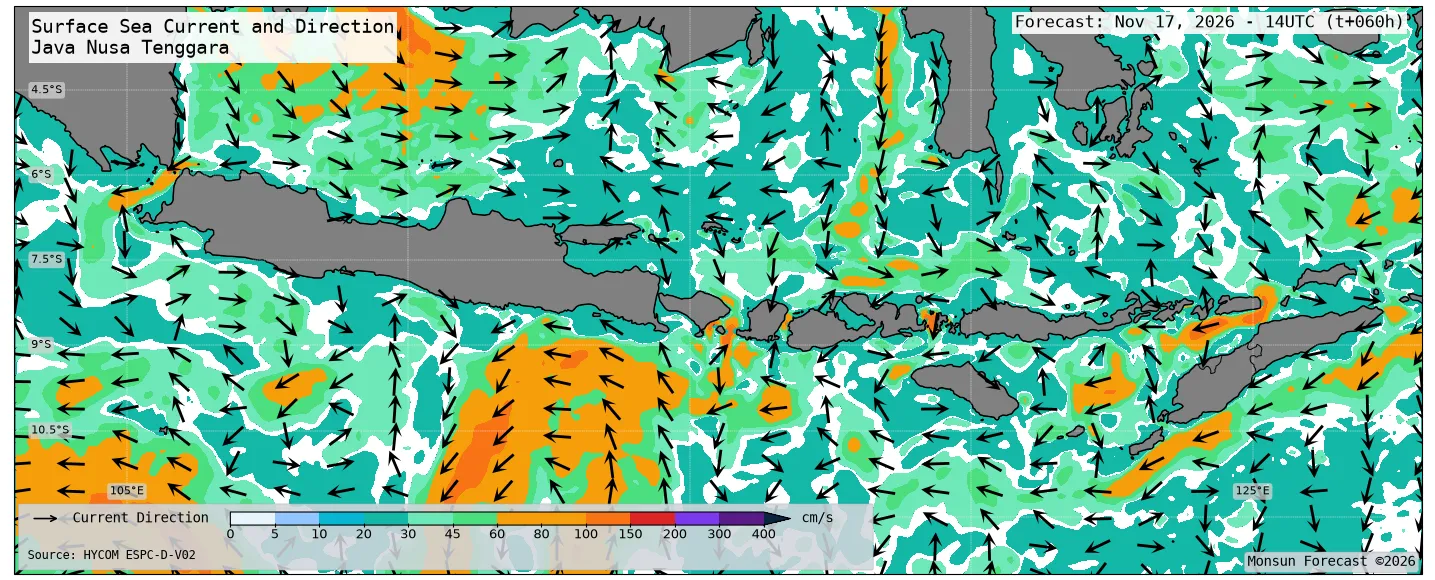 Surface Sea Current and Direction
Java Nusa Tenggara
Forecast: Nov 17, 2026 - 14UTC (t+060h)
4.5°S
6°S
7.5°S
9°S
10.5°S
105°E
125°E
Current Direction
0 5 10 20 30 45 60 80 100 150 200 300 400
cm/s
Source: HYCOM ESPC-D-V02
Monsun Forecast ©2026